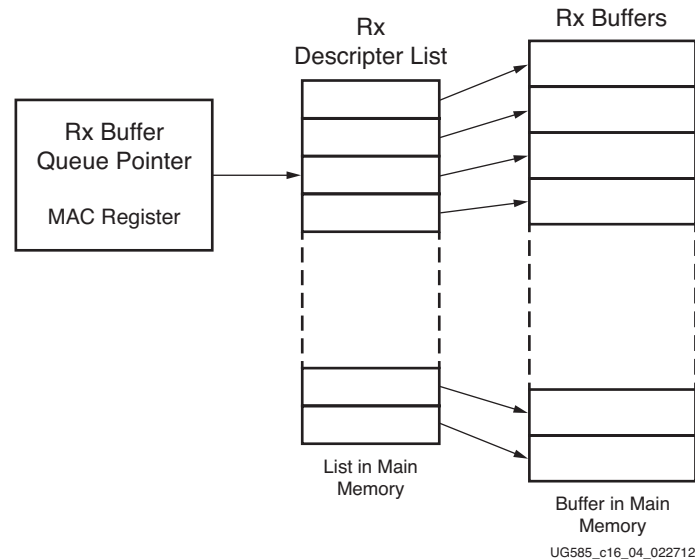 Rx
Descripter List
Rx Buffers
Rx Buffer
Queue Pointer
MAC Register
List in Main
Memory
Buffer in Main
Memory
UG585_c16_04_022712